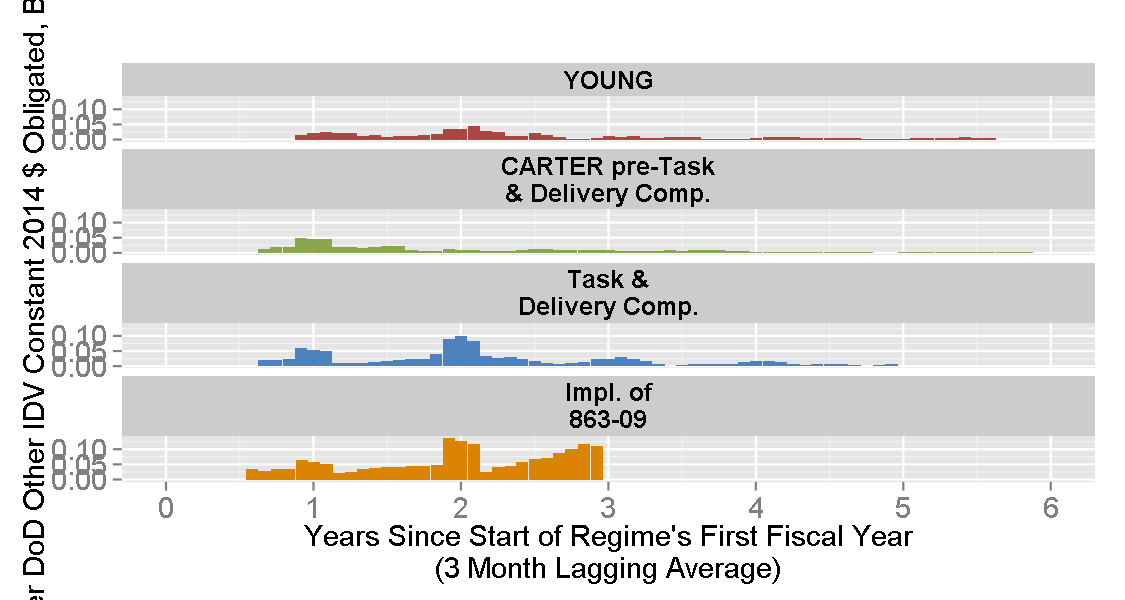 er DoD Other IDV Constant 2014 $ Obligated, B
YOUNG
0.10
0.05
0.00
CARTER pre-Task
& Delivery Comp.
0.10
0.05
0.00
Task &
Delivery Comp.
0.10
0.05
0.00
Impl. of
863-09
0.10
0.05
0.00
0 1 2 3 4 5 6
Years Since Start of Regime's First Fiscal Year
(3 Month Lagging Average)